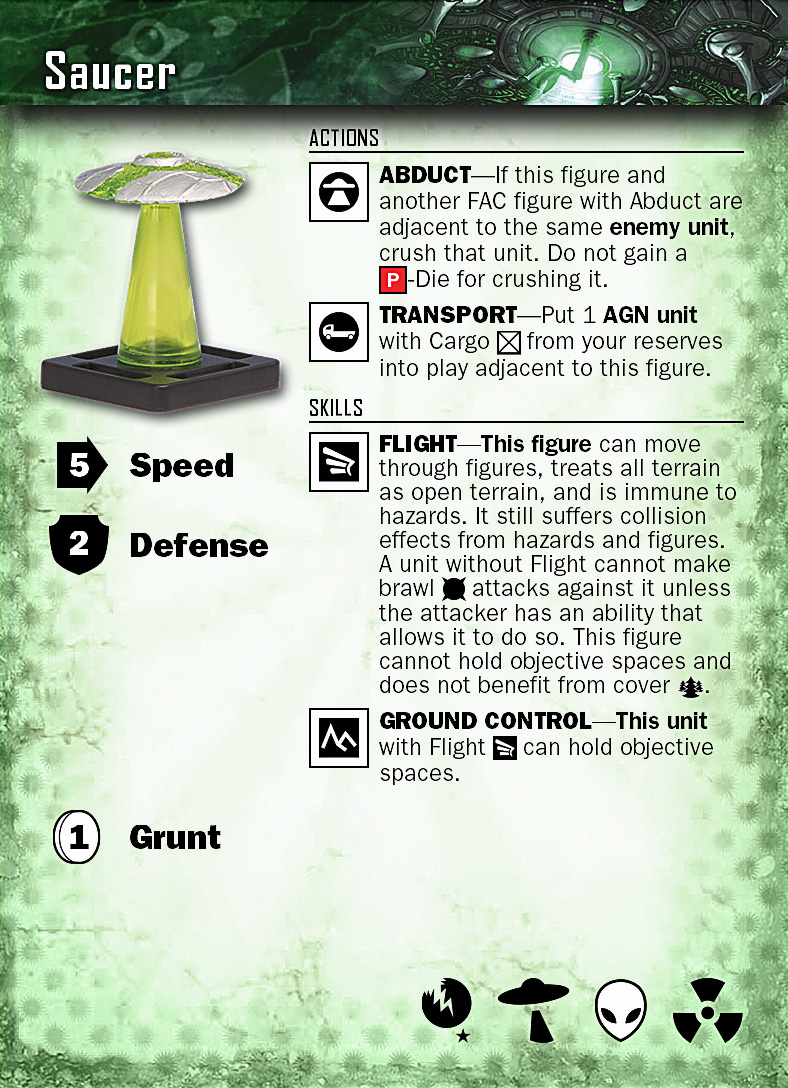 Saucer
ACTIONS
ABDUCT—If this figure and
another FAC figure with Abduct are
adjacent to the same enemy unit,
crush that unit. Do not gain a
P-Die for crushing it.
TRANSPORT—Put 1 AGN unit
with Cargo from your reserves
into play adjacent to this figure.
SKILLS
FLIGHT—This figure can move
through figures, treats all terrain
as open terrain, and is immune to
hazards. It still suffers collision
effects from hazards and figures.
A unit without Flight cannot make
brawl attacks against it unless
the attacker has an ability that
allows it to do so. This figure
cannot hold objective spaces and
does not benefit from cover .
GROUND CONTROL—This unit
with Flight can hold objective
spaces.
5 Speed
2 Defense
1 Grunt